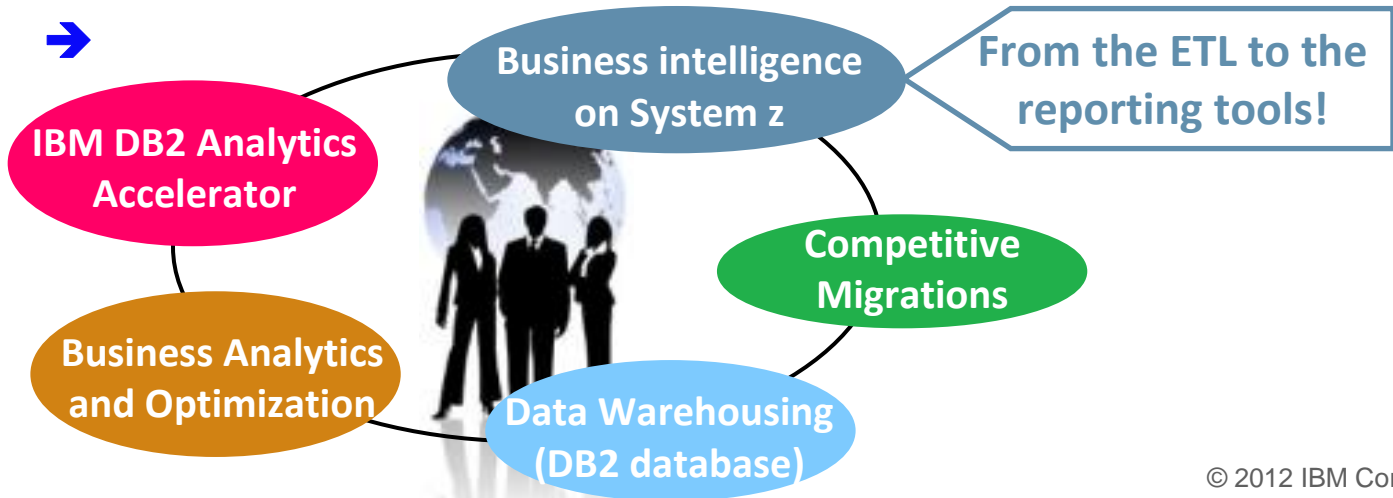 Business intelligence
on System z
From the ETL to the
reporting tools!
IBM DB2 Analytics
Accelerator
Competitive
Migrations
Business Analytics
and Optimization
Data Warehousing
(DB2 database)
© 2012 IBM